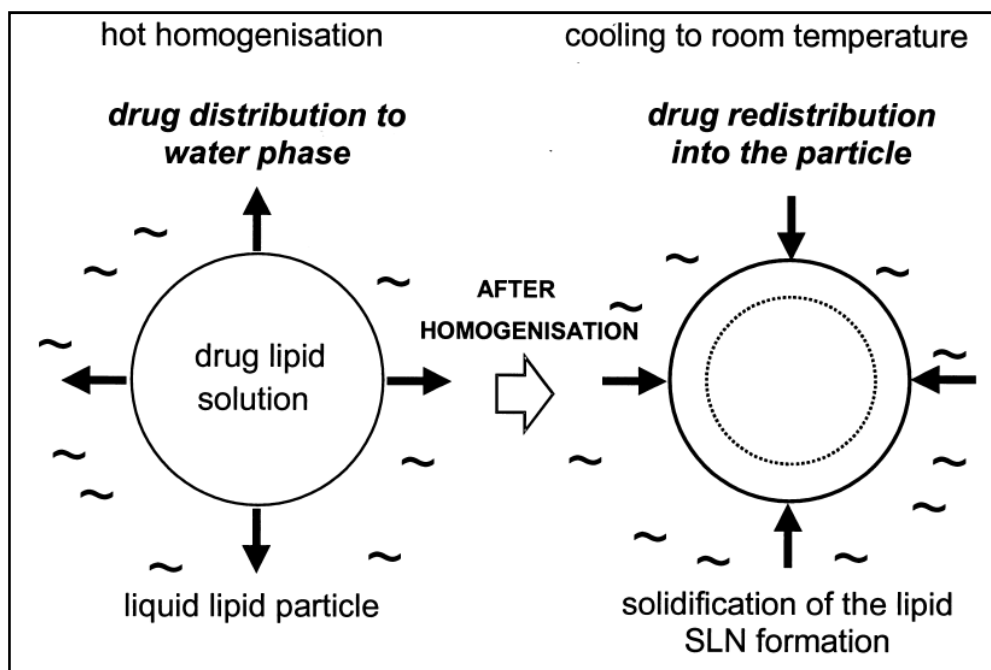 hot homogenisation
drug distribution to
water phase
drug lipid
solution
liquid lipid particle
AFTER
HOMOGENISATION
cooling to room temperature
drug redistribution
into the particle
solidification of the lipid
SLN formation